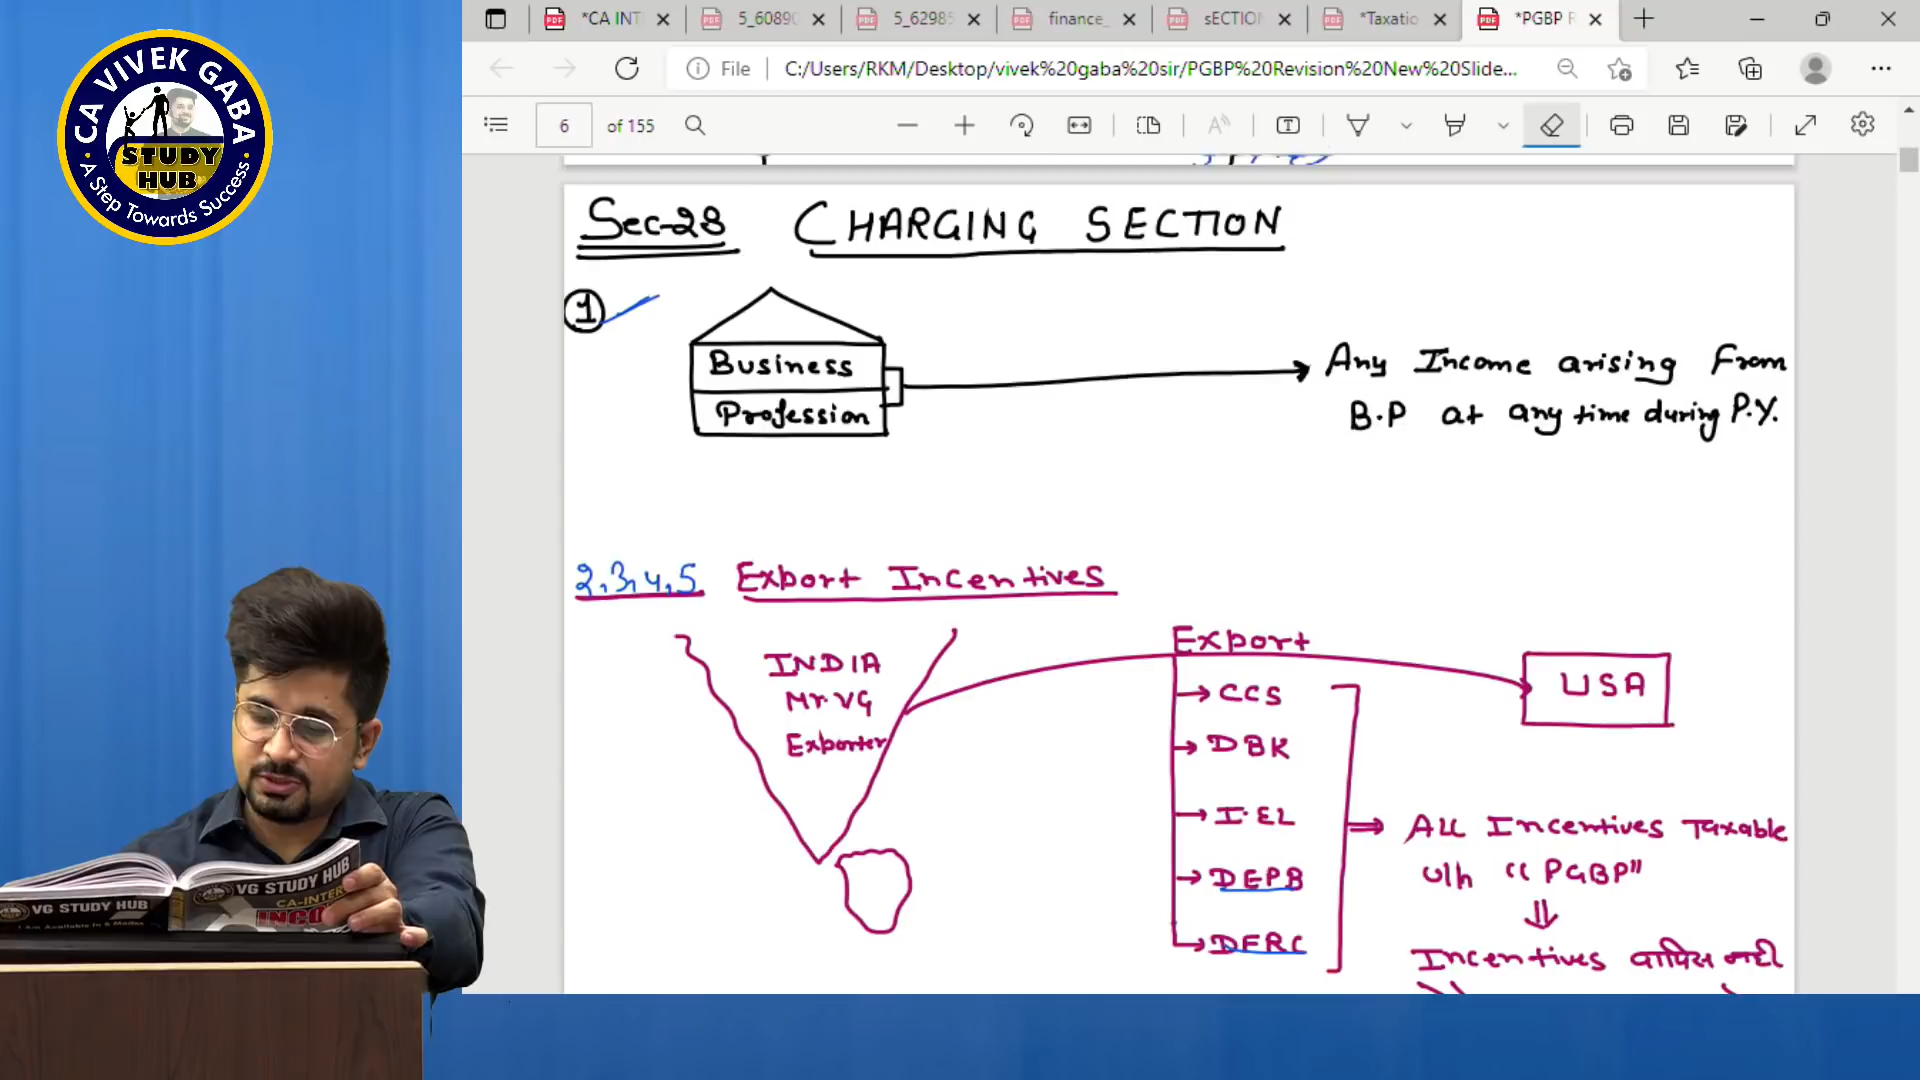 CA VIVEK GABA
STUDY
HUB
A Step Towards Success
*CA INT
5_6089
5_6298
finance_
sECTION
*Taxatio
*PGBP R
File
C:/Users/RKM/Desktop/vivek%20gaba%20sir/PGBP%20Revision%20New%20Slide...
6 of 155
Sec-28 CHARGING SECTION
1
Business
Profession
Any Income arising From
B.P at any time during P.Y.
2,3,4,5 Export Incentives
INDIA
Mr. VG
Exporter
Export
CCS
DBK
I.EL
DEPB
DFRC
USA
ALL Incentives Taxable
u/h "PGBP"
Incentives वापिस नही
VG STUDY HUB
VG STUDY HUB
CA-INTER
INCO